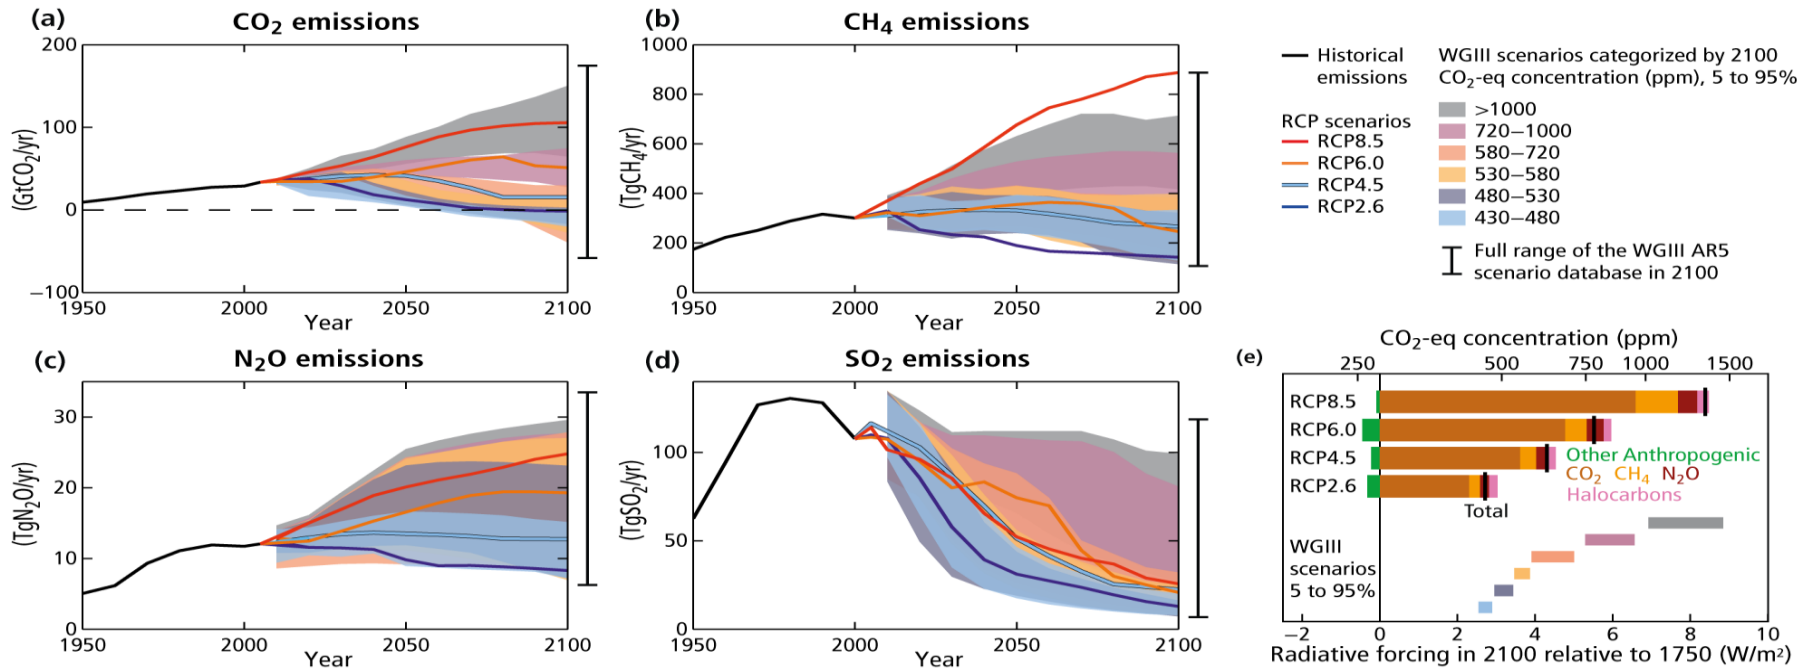 (a) CO2 emissions
200
100
0
−100
(GtCO2/yr)
1950 2000 2050 2100
Year
(b) CH4 emissions
1000
800
600
400
200
0
(TgCH4/yr)
1950 2000 2050 2100
Year
Historical
emissions
RCP scenarios
RCP8.5
RCP6.0
RCP4.5
RCP2.6
WGIII scenarios categorized by 2100
CO2-eq concentration (ppm), 5 to 95%
>1000
720−1000
580−720
530−580
480−530
430−480
Full range of the WGIII AR5
scenario database in 2100
(c) N2O emissions
30
20
10
0
(TgN2O/yr)
1950 2000 2050 2100
Year
(d) SO2 emissions
100
50
0
(TgSO2/yr)
1950 2000 2050 2100
Year
(e) CO2-eq concentration (ppm)
250 500 750 1000 1500
RCP8.5
RCP6.0
RCP4.5
RCP2.6
Other Anthropogenic
CO2 CH4 N2O
Halocarbons
Total
WGIII
scenarios
5 to 95%
−2 0 2 4 6 8 10
Radiative forcing in 2100 relative to 1750 (W/m2)